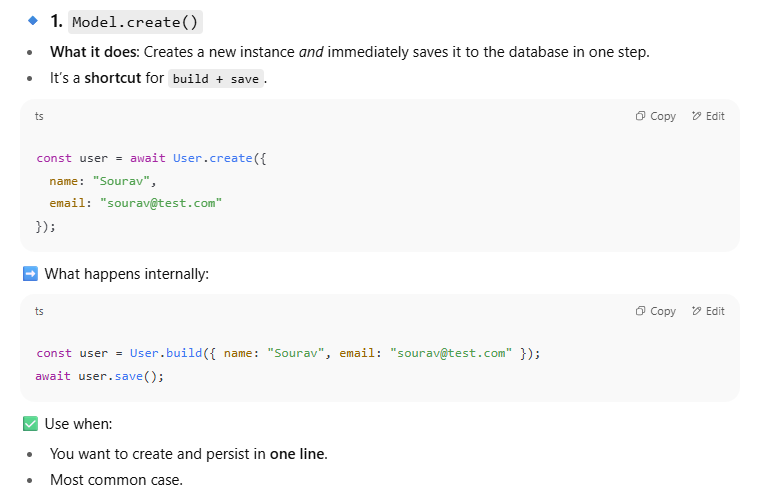 1. Model.create()
What it does: Creates a new instance and immediately saves it to the database in one step.
It's a shortcut for build + save.
ts Copy Edit
const user = await User.create({
name: "Sourav",
email: "sourav@test.com"
});
What happens internally:
ts Copy Edit
const user = User.build({ name: "Sourav", email: "sourav@test.com" });
await user.save();
Use when:
You want to create and persist in one line.
Most common case.